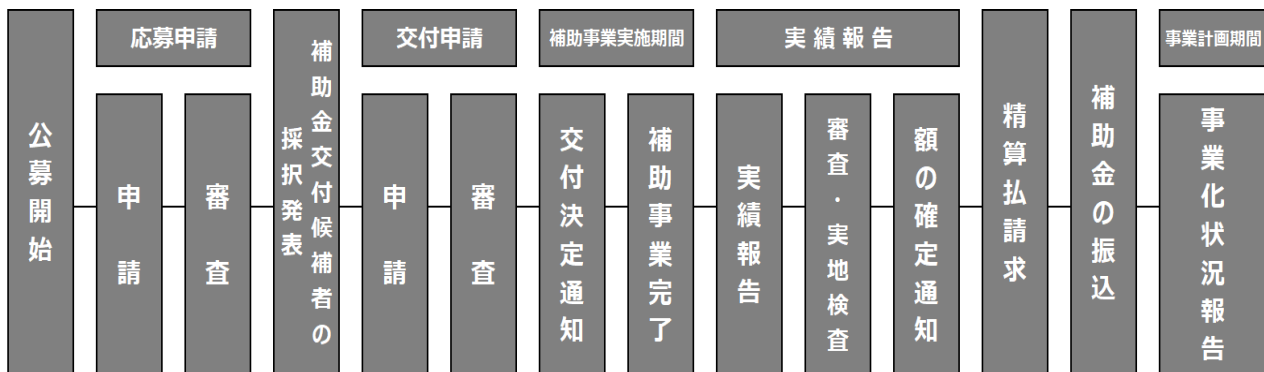 公募開始
応募申請
申請
審査
補助金交付候補者の
採択発表
交付申請
申請
審査
補助事業実施期間
交付決定通知
補助事業完了
実績報告
実績報告
審査・実地検査
額の確定通知
精算払請求
補助金の振込
事業計画期間
事業化状況報告